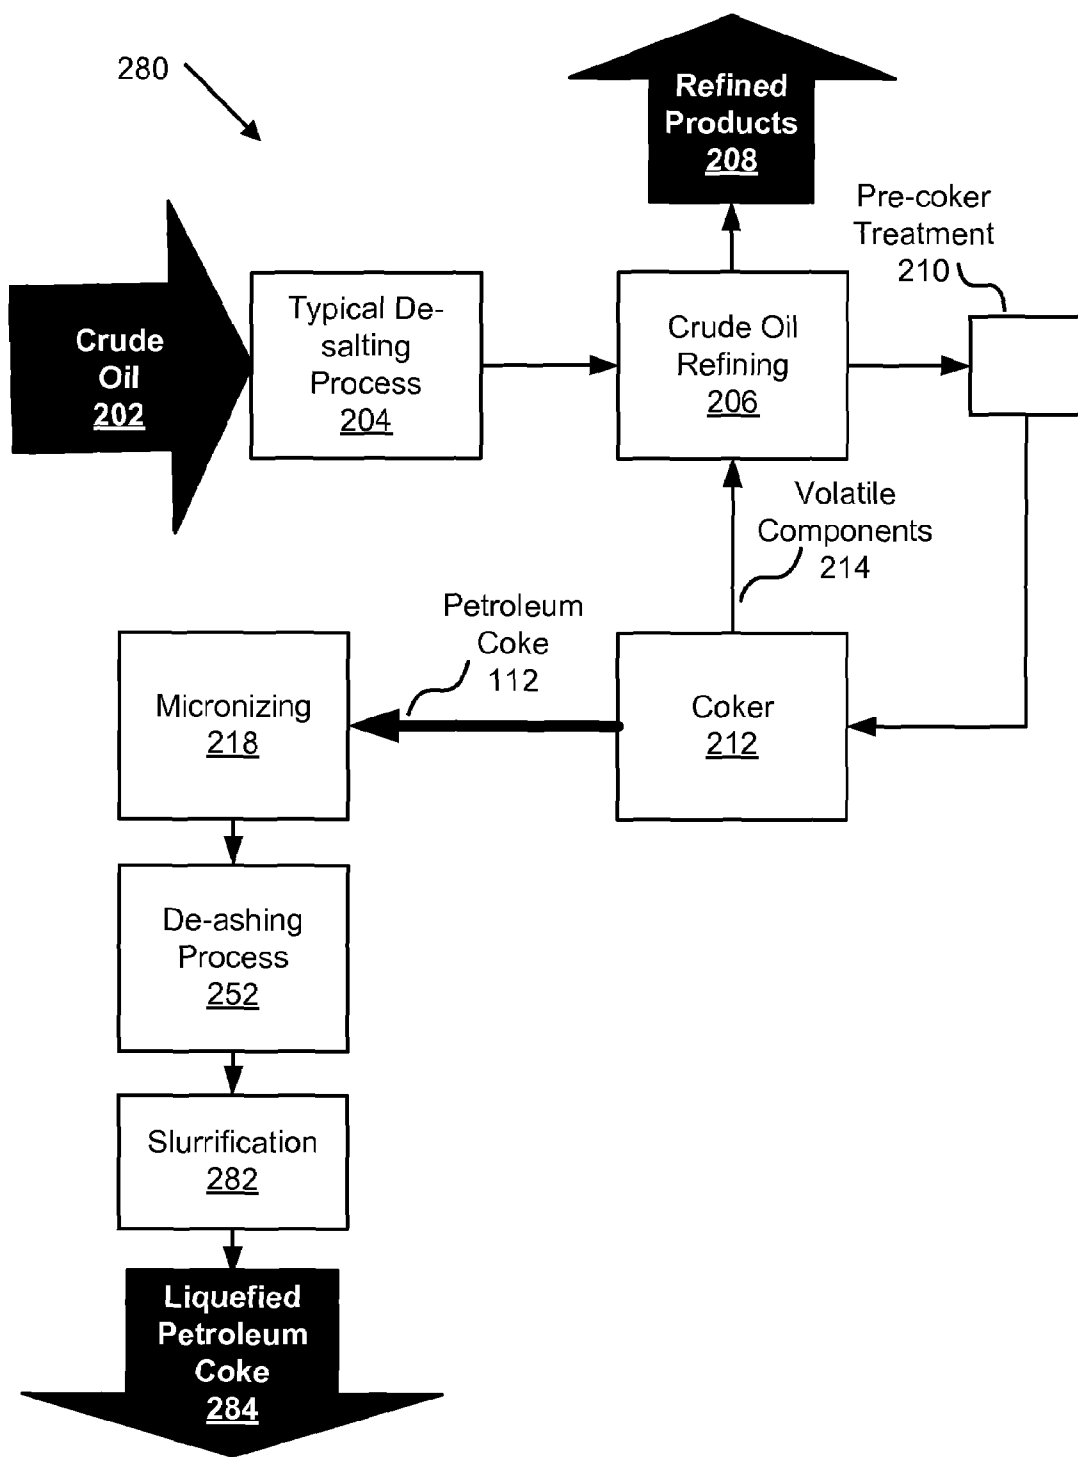 280
Refined
Products
208
Pre-coker
Treatment
210
Crude
Oil
202
Typical De-
salting
Process
204
Crude Oil
Refining
206
Volatile
Components
214
Petroleum
Coke
112
Micronizing
218
Coker
212
De-ashing
Process
252
Slurrification
282
Liquefied
Petroleum
Coke
284